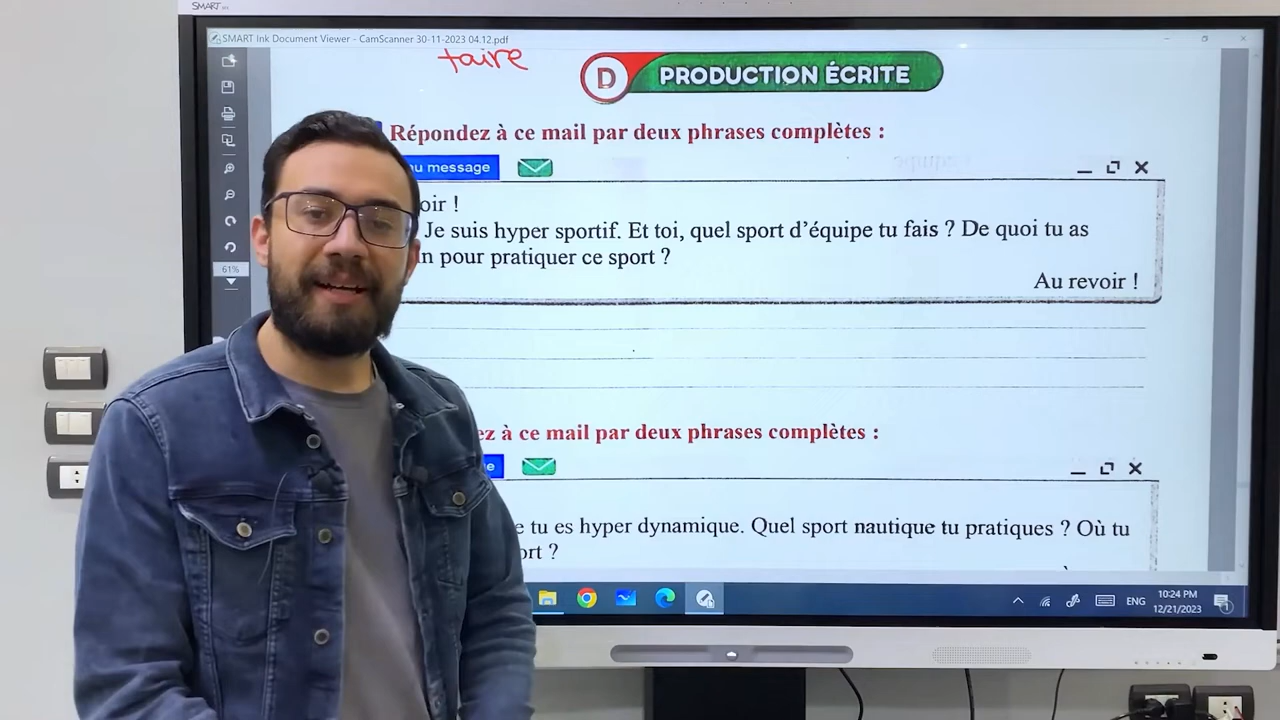 SMART
SMART Ink Document Viewer - CamScanner 30-11-2023 04.12.pdf
faire
D PRODUCTION ÉCRITE
Répondez à ce mail par deux phrases complètes :
message
oir !
Je suis hyper sportif. Et toi, quel sport d'équipe tu fais ? De quoi tu as
n pour pratiquer ce sport ?
Au revoir !
61%
ez à ce mail par deux phrases complètes :
e
e tu es hyper dynamique. Quel sport nautique tu pratiques ? Où tu
ort ?
ENG
10:24 PM
12/21/2023